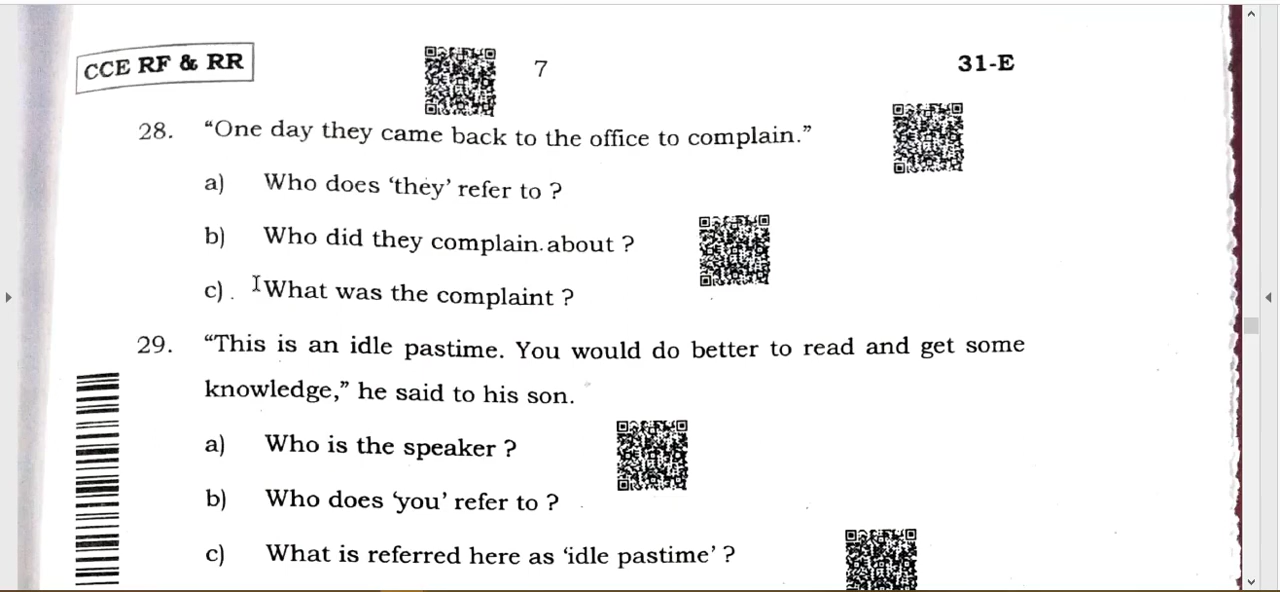 CCE RF & RR
7
31-E
28. “One day they came back to the office to complain.”
a) Who does ‘they’ refer to ?
b) Who did they complain about ?
c) . What was the complaint ?
29. “This is an idle pastime. You would do better to read and get some
knowledge,” he said to his son.
a) Who is the speaker ?
b) Who does ‘you’ refer to ?
c) What is referred here as ‘idle pastime’ ?